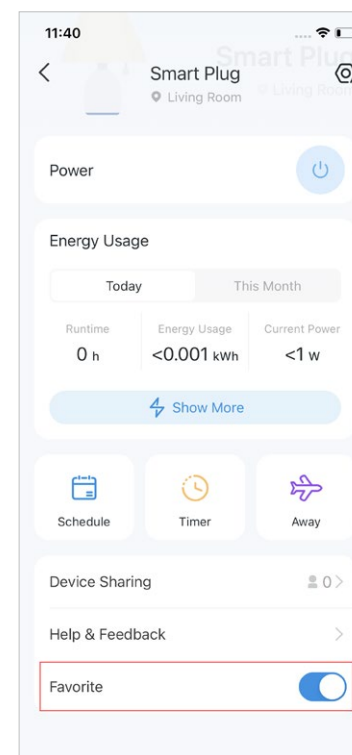 11:40
Smart Plug
Smart Plug
Living Room
Living Room
Power
Energy Usage
Today This Month
Runtime Energy Usage Current Power
0 h <0.001 kWh <1 W
Show More
Schedule Timer Away
Device Sharing 0 >
Help & Feedback >
Favorite